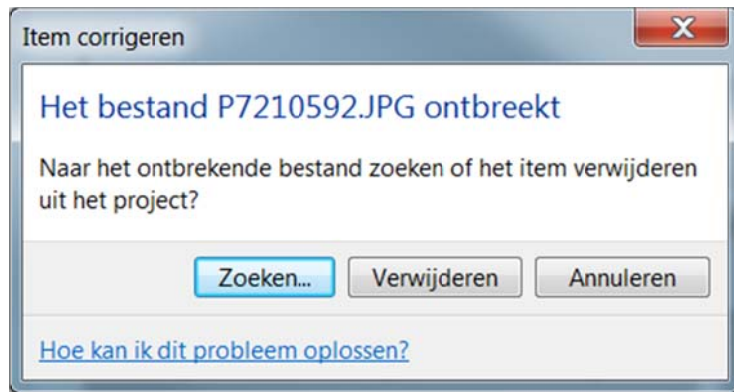 Item corrigeren
Het bestand P7210592.JPG ontbreekt
Naar het ontbrekende bestand zoeken of het item verwijderen
uit het project?
Zoeken...
Verwijderen
Annuleren
Hoe kan ik dit probleem oplossen?